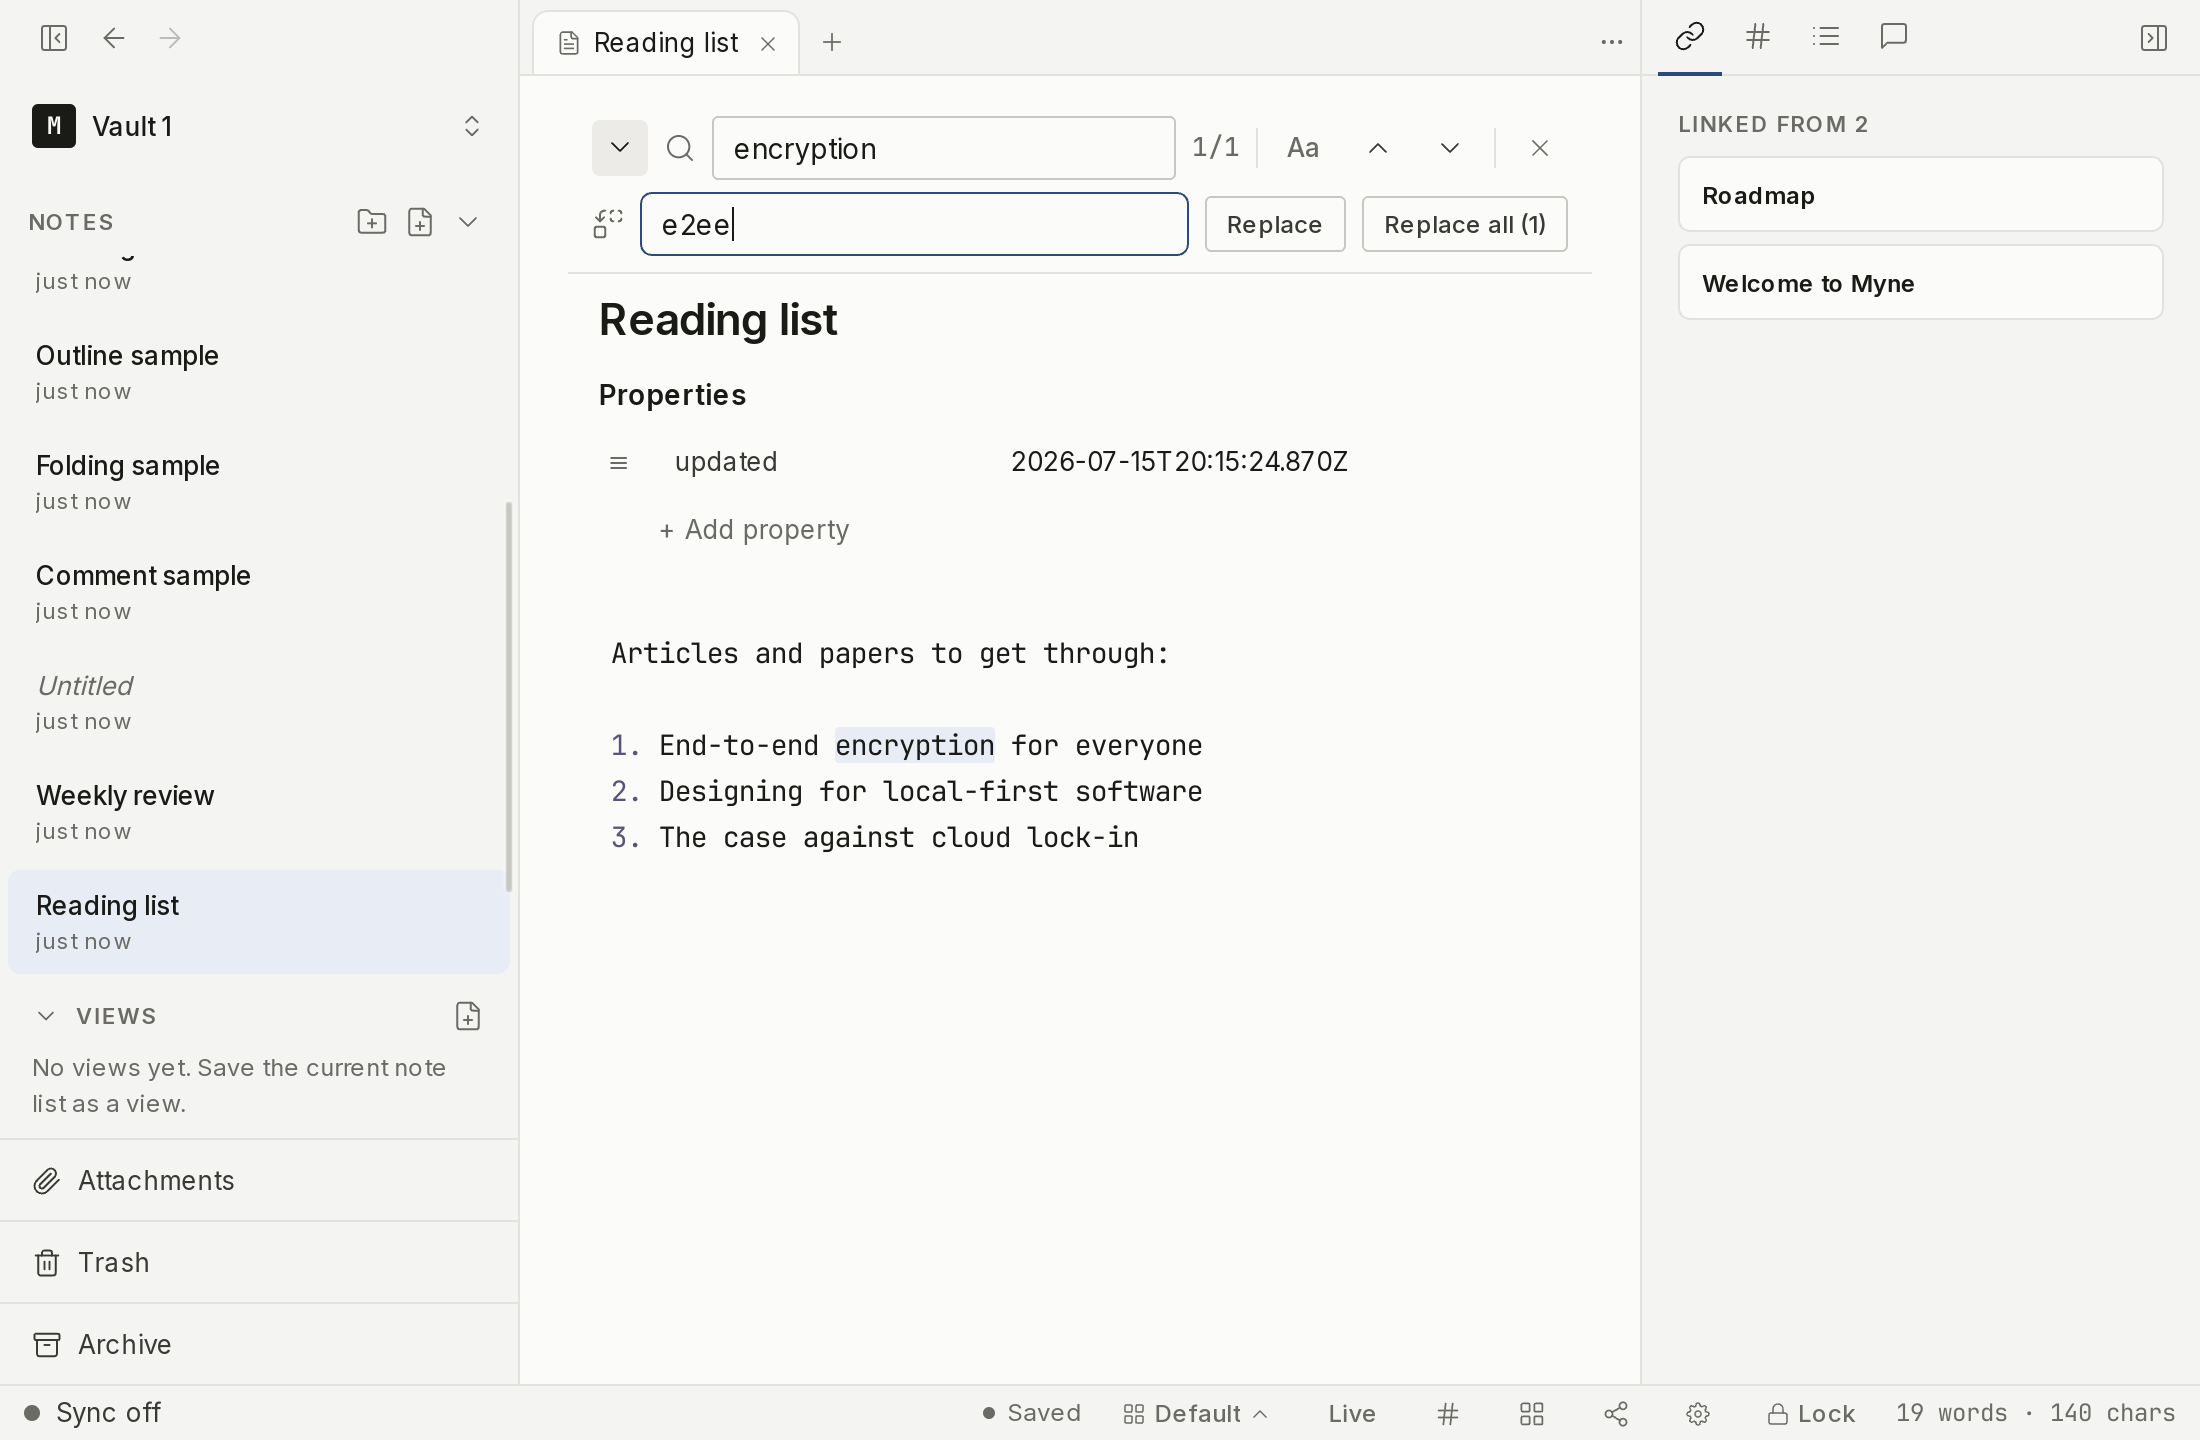 Reading list
M Vault 1
NOTES
just now
Outline sample
just now
Folding sample
just now
Comment sample
just now
Untitled
just now
Weekly review
just now
Reading list
just now
VIEWS
No views yet. Save the current note
list as a view.
Attachments
Trash
Archive
encryption 1/1 Aa
e2ee Replace Replace all (1)
Reading list
Properties
updated 2026-07-15T20:15:24.870Z
+ Add property
Articles and papers to get through:
1. End-to-end encryption for everyone
2. Designing for local-first software
3. The case against cloud lock-in
LINKED FROM 2
Roadmap
Welcome to Myne
Sync off
Saved Default Live Lock 19 words · 140 chars